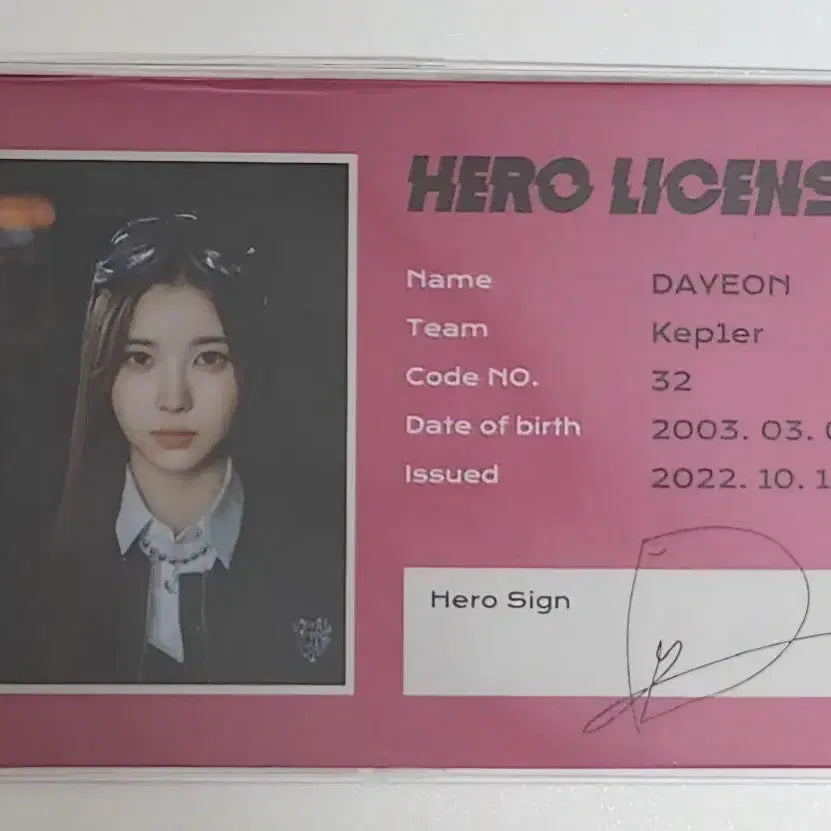 HERO LICENS
Name DAYEON
Team Kep1er
Code NO. 32
Date of birth 2003. 03.
Issued 2022. 10. 1
Hero Sign